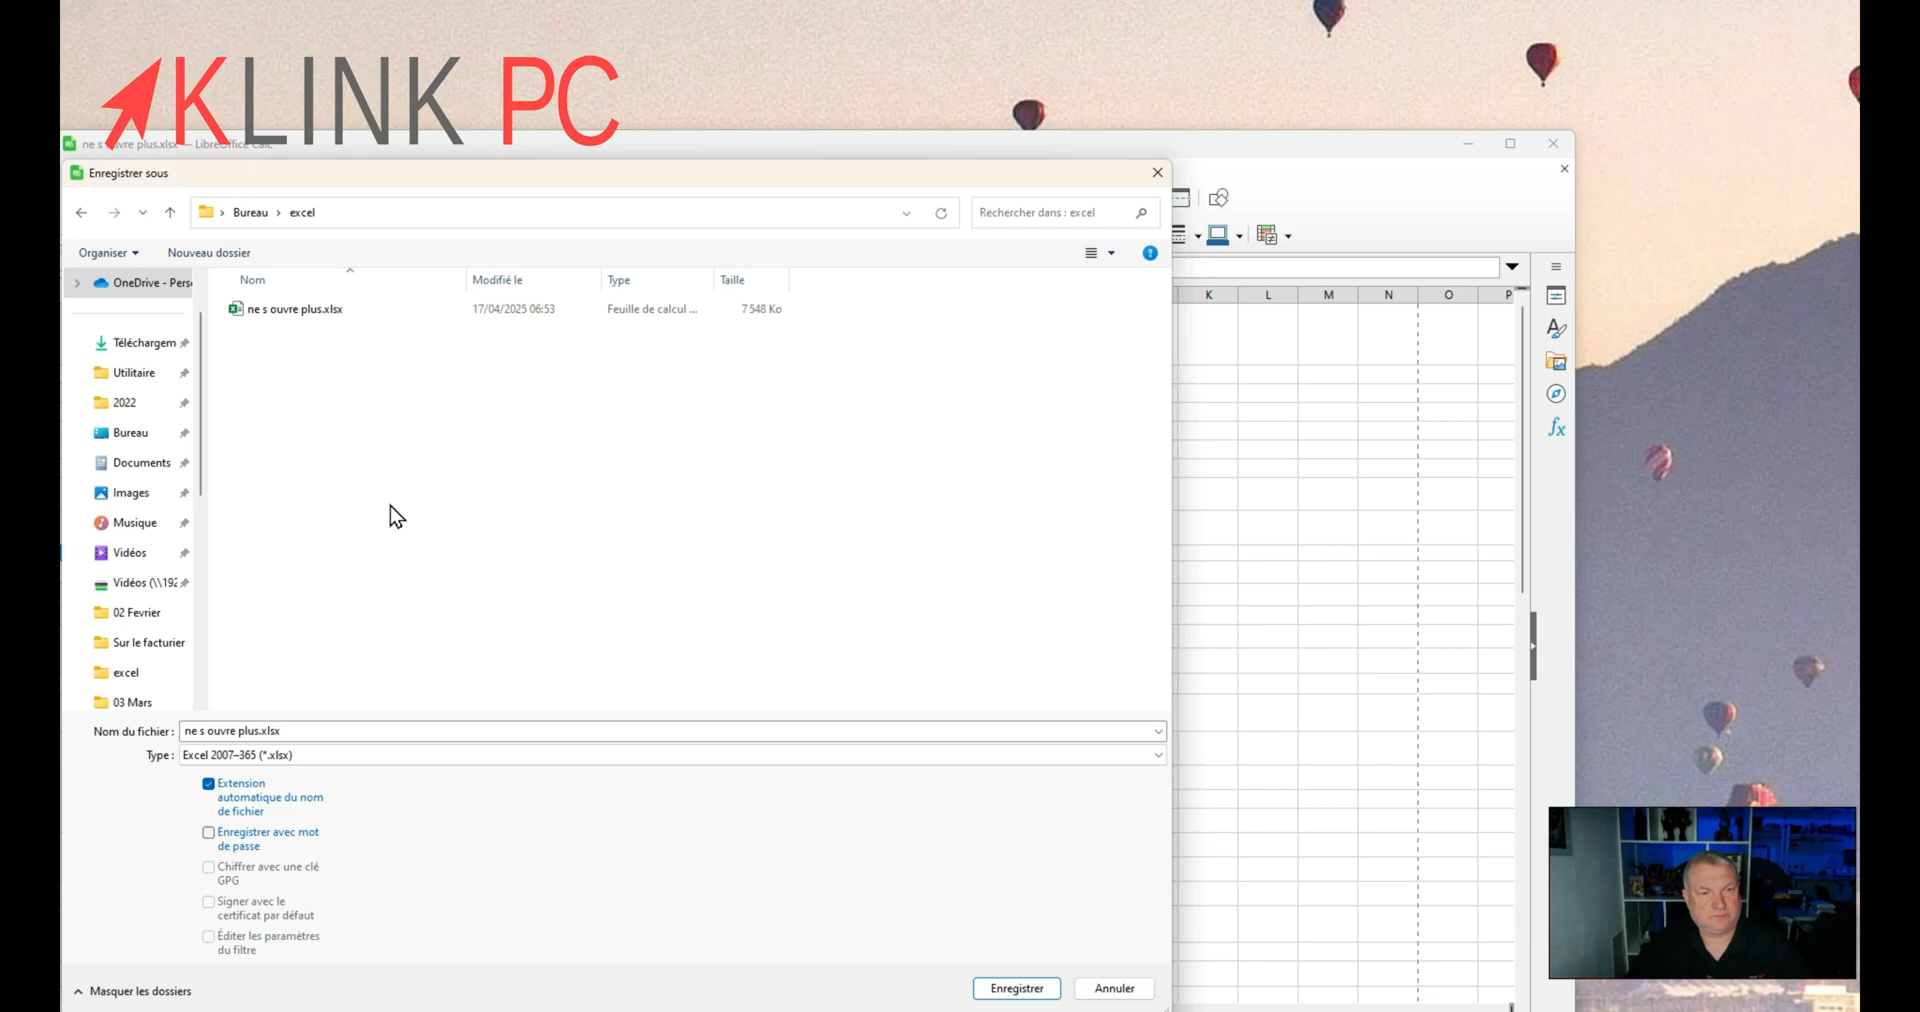 KLINK PC
ne s ouvre plus.xlsx — LibreOffice Calc
Enregistrer sous
Bureau > excel
Rechercher dans : excel
Organiser
Nouveau dossier
?
Nom
Modifié le
Type
Taille
OneDrive - Pers
ne s ouvre plus.xlsx
17/04/2025 06:53
Feuille de calcul ...
7 548 Ko
Téléchargem
Utilitaire
2022
Bureau
Documents
Images
Musique
Vidéos
Vidéos (\\192
02 Fevrier
Sur le facturier
excel
03 Mars
K L M N O P
fx
Nom du fichier : ne s ouvre plus.xlsx
Type : Excel 2007–365 (*.xlsx)
Extension
automatique du nom
de fichier
Enregistrer avec mot
de passe
Chiffrer avec une clé
GPG
Signer avec le
certificat par défaut
Éditer les paramètres
du filtre
Masquer les dossiers
Enregistrer
Annuler